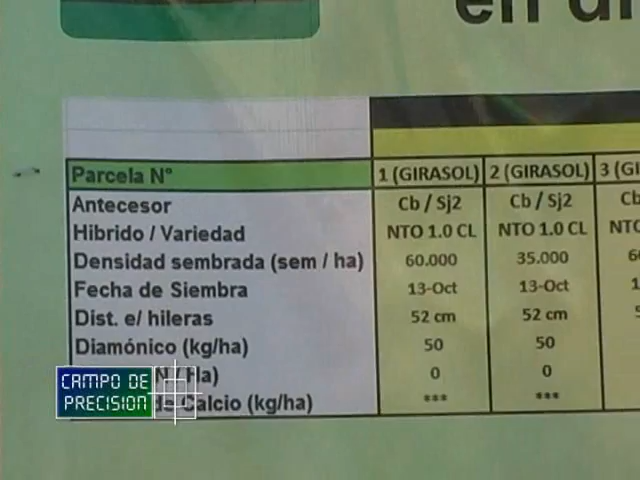 en
Parcela N° 1 (GIRASOL) 2 (GIRASOL)
Antecesor Cb / Sj2 Cb / Sj2
Hibrido / Variedad NTO 1.0 CL NTO 1.0 CL
Densidad sembrada (sem / ha) 60.000 35.000
Fecha de Siembra 13-Oct 13-Oct
Dist. e/ hileras 52 cm 52 cm
Diamónico (kg/ha) 50 50
0 0
de Calcio (kg/ha) *** ***
CAMPO DE
PRECISION